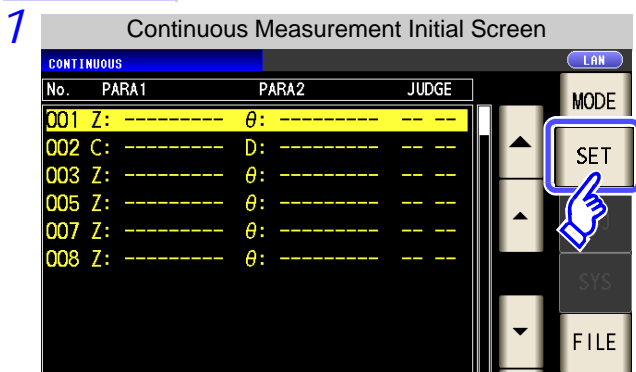 1
Continuous Measurement Initial Screen
CONTINUOUS
LAN
No. PARA1 PARA2 JUDGE
MODE
001 Z: --------- θ: --------- -- --
002 C: --------- D: --------- -- --
SET
003 Z: --------- θ: --------- -- --
005 Z: --------- θ: --------- -- --
007 Z: --------- θ: --------- -- --
008 Z: --------- θ: --------- -- --
SYS
FILE